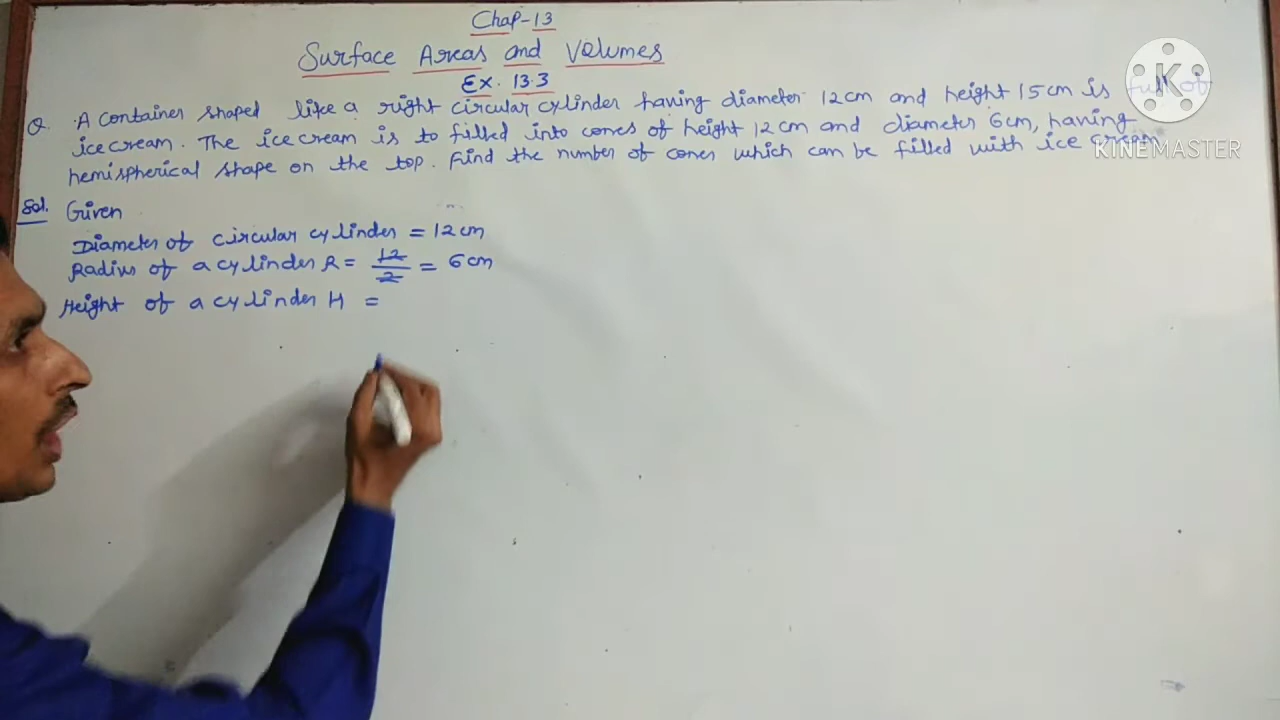 Chap-13
Surface Areas and Volumes
Ex. 13.3
Q. A container shaped like a right circular cylinder having diameter 12cm and height 15cm is full of
icecream. The icecream is to filled into cones of height 12cm and diameter 6cm, having
hemispherical shape on the top. Find the number of cones which can be filled with ice cream
Sol. Given
Diameter of circular cylinder = 12cm
Radius of a cylinder R = 12/2 = 6cm
Height of a cylinder H =
K
KINEMASTER